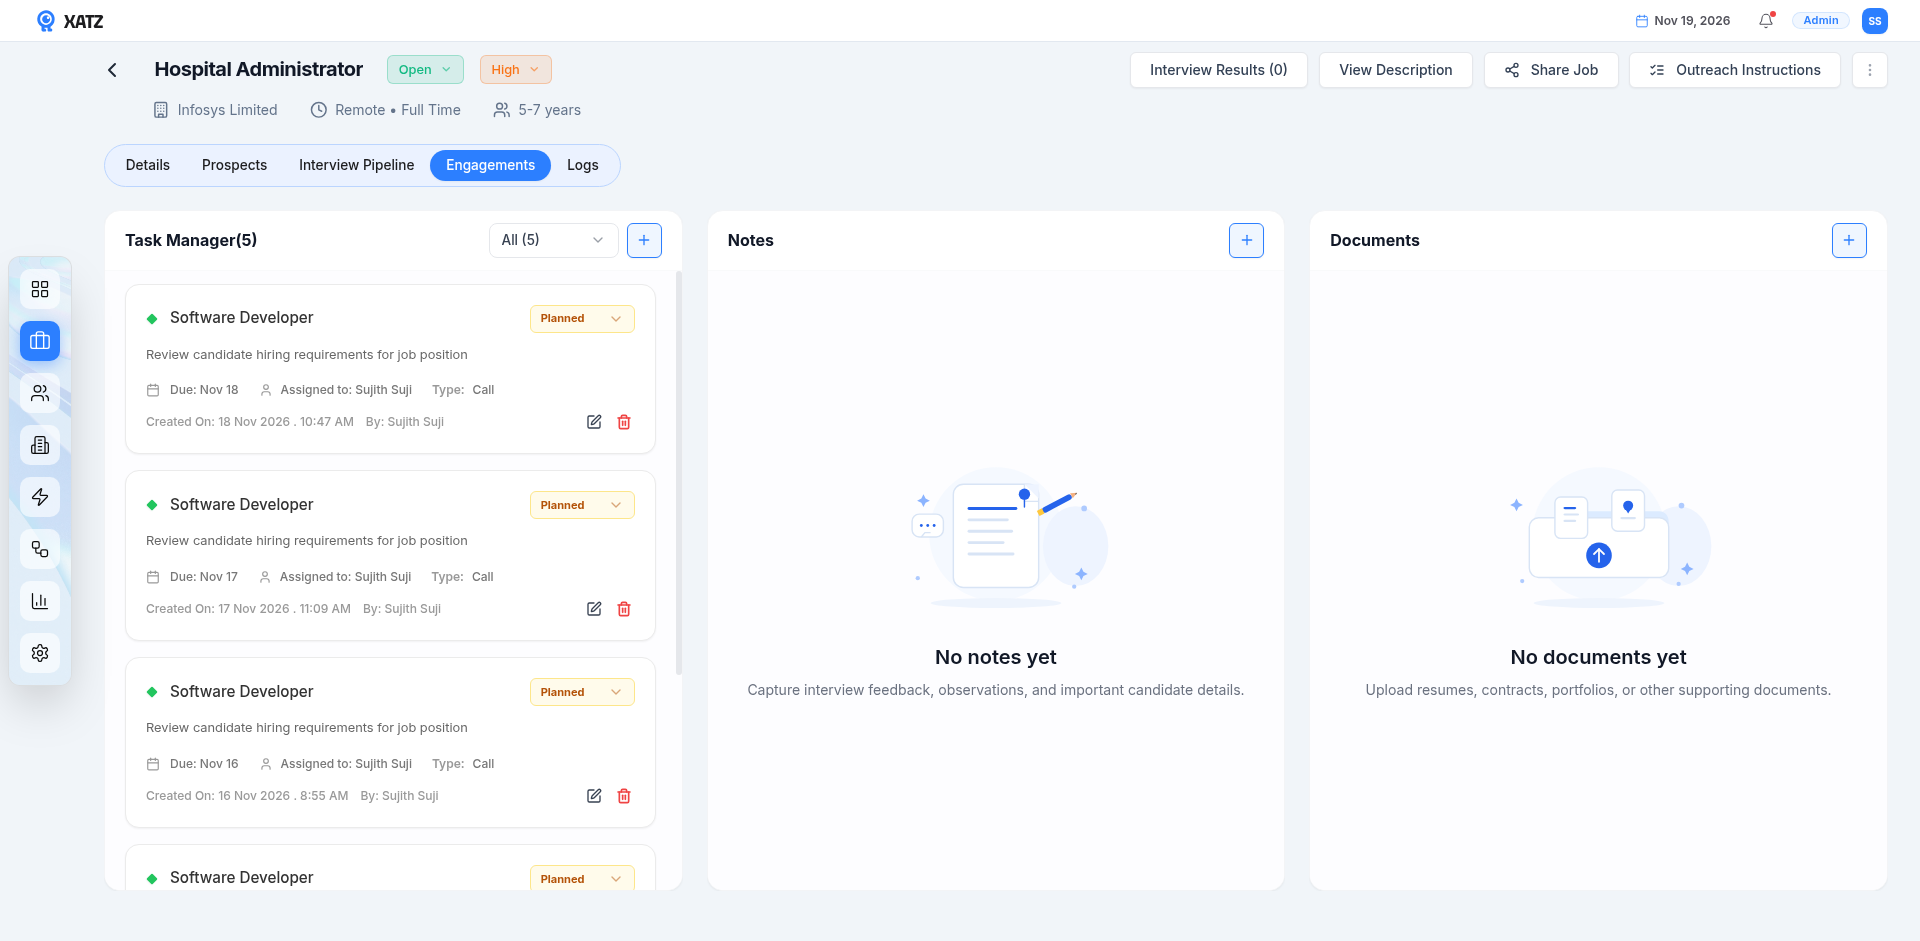 XATZ
Nov 19, 2026
Admin
SS
Hospital Administrator
Open
High
Interview Results (0)
View Description
Share Job
Outreach Instructions
Infosys Limited
Remote • Full Time
5-7 years
Details
Prospects
Interview Pipeline
Engagements
Logs
Task Manager(5)
All (5)
Software Developer
Planned
Review candidate hiring requirements for job position
Due: Nov 18 Assigned to: Sujith Suji Type: Call
Created On: 18 Nov 2026 . 10:47 AM By: Sujith Suji
Software Developer
Planned
Review candidate hiring requirements for job position
Due: Nov 17 Assigned to: Sujith Suji Type: Call
Created On: 17 Nov 2026 . 11:09 AM By: Sujith Suji
Software Developer
Planned
Review candidate hiring requirements for job position
Due: Nov 16 Assigned to: Sujith Suji Type: Call
Created On: 16 Nov 2026 . 8:55 AM By: Sujith Suji
Software Developer
Planned
Notes
No notes yet
Capture interview feedback, observations, and important candidate details.
Documents
No documents yet
Upload resumes, contracts, portfolios, or other supporting documents.